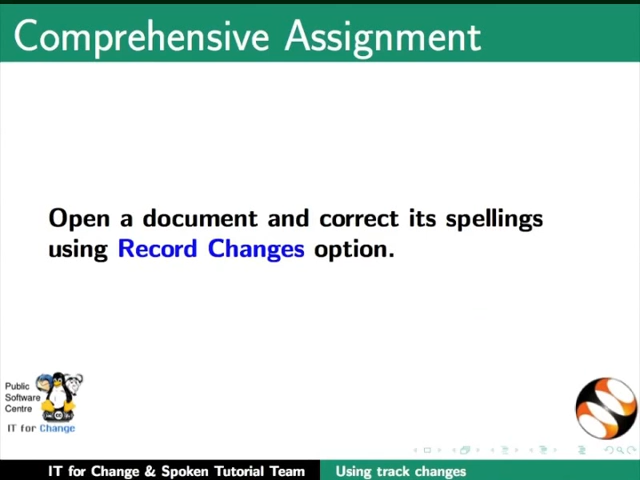 Comprehensive Assignment
Open a document and correct its spellings
using Record Changes option.
Public
Software
Centre
IT for Change
IT for Change & Spoken Tutorial Team
Using track changes